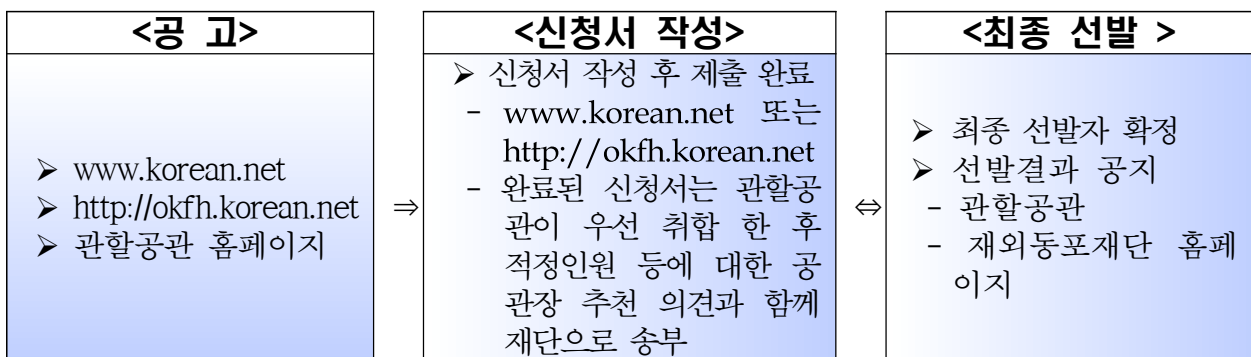 <공 고>
➢ www.korean.net
➢ http://okfh.korean.net
➢ 관할공관 홈페이지
⇒
<신청서 작성>
➢ 신청서 작성 후 제출 완료
- www.korean.net 또는
http://okfh.korean.net
- 완료된 신청서는 관할공
관이 우선 취합 한 후
적정인원 등에 대한 공
관장 추천 의견과 함께
재단으로 송부
⇔
<최종 선발 >
➢ 최종 선발자 확정
➢ 선발결과 공지
- 관할공관
- 재외동포재단 홈페
이지